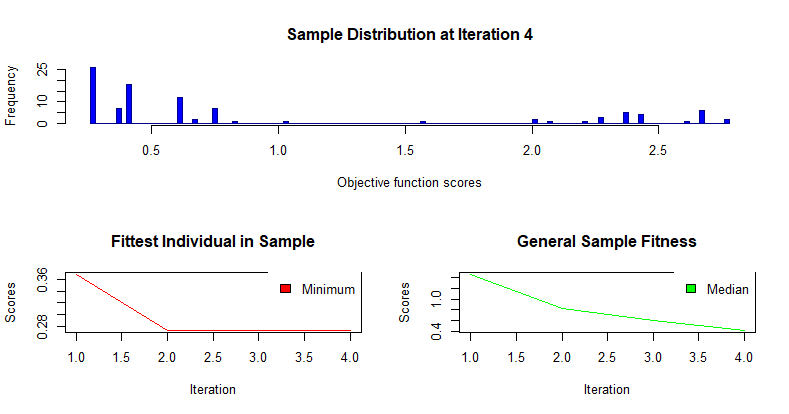 Sample Distribution at Iteration 4
Frequency
25
10
0
0.5 1.0 1.5 2.0 2.5
Objective function scores
Fittest Individual in Sample
Scores
0.36
0.28
Minimum
1.0 1.5 2.0 2.5 3.0 3.5 4.0
Iteration
General Sample Fitness
Scores
1.0
0.4
Median
1.0 1.5 2.0 2.5 3.0 3.5 4.0
Iteration